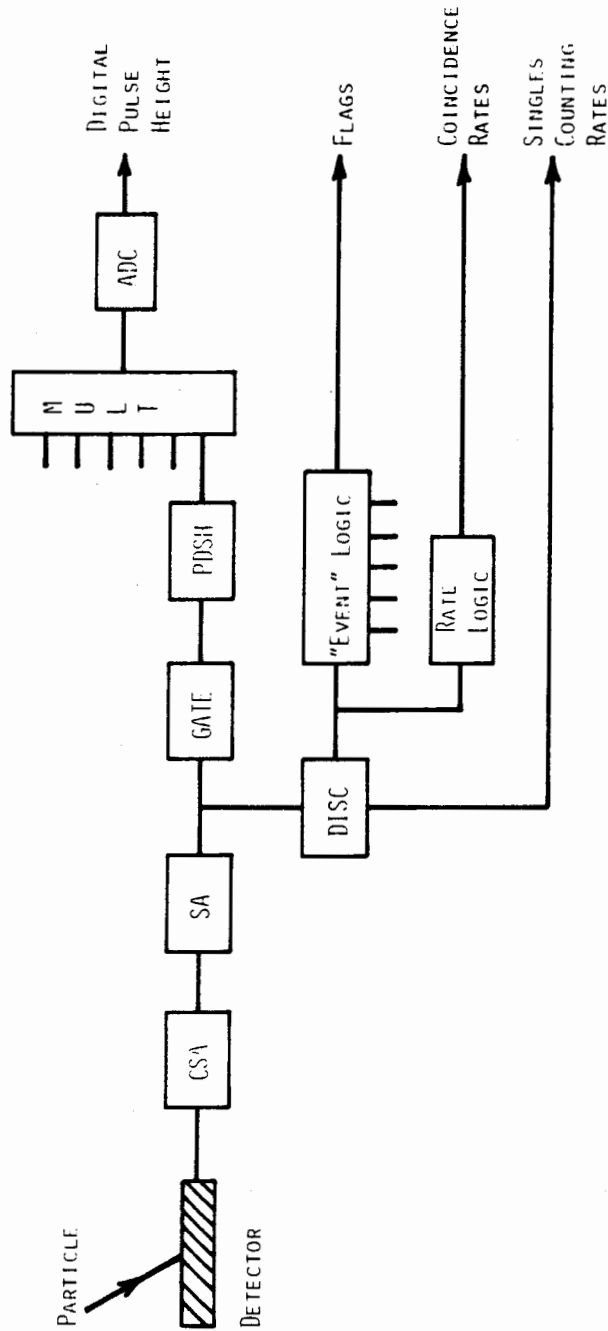 PARTICLE
DETECTOR
CSA
SA
GATE
PDSH
MULT
ADC
DIGITAL
PULSE
HEIGHT
DISC
"EVENT" LOGIC
FLAGS
RATE
LOGIC
COINCIDENCE
RATES
SINGLES
COUNTING
RATES